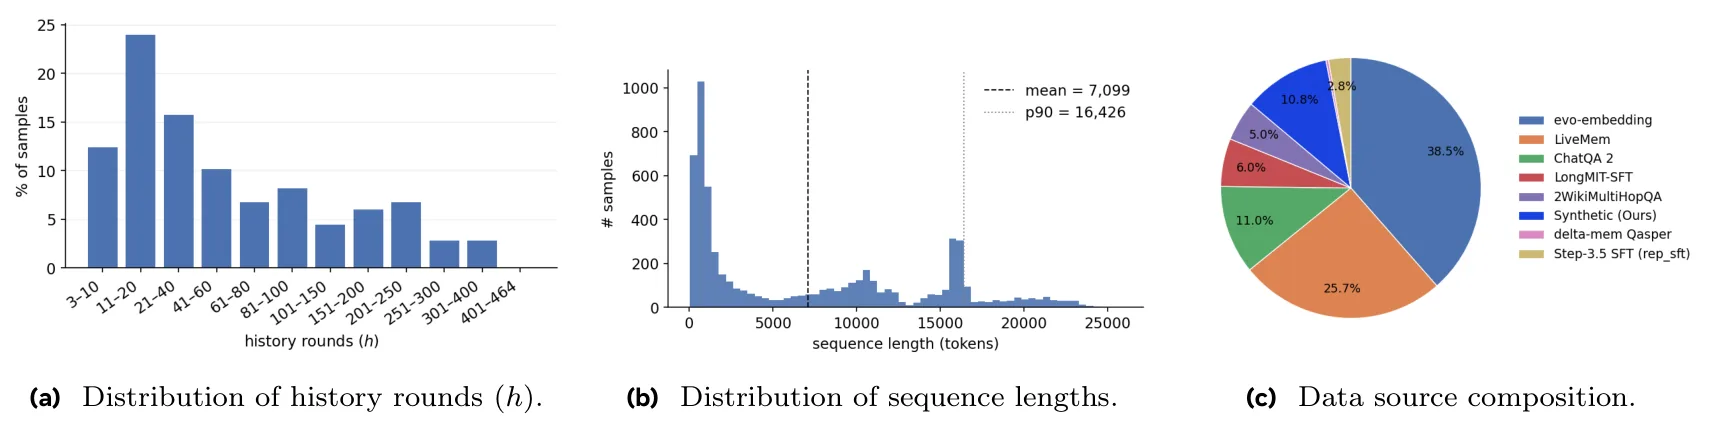 25
20
15
10
5
0
% of samples
3–10
11–20
21–40
41–60
61–80
81–100
101–150
151–200
201–250
251–300
301–400
401–464
history rounds (h)
(a) Distribution of history rounds (h).
1000
800
600
400
200
0
# samples
mean = 7,099
p90 = 16,426
0 5000 10000 15000 20000 25000
sequence length (tokens)
(b) Distribution of sequence lengths.
2.8%
10.8%
5.0%
6.0%
11.0%
25.7%
38.5%
evo-embedding
LiveMem
ChatQA 2
LongMIT-SFT
2WikiMultiHopQA
Synthetic (Ours)
delta-mem Qasper
Step-3.5 SFT (rep_sft)
(c) Data source composition.